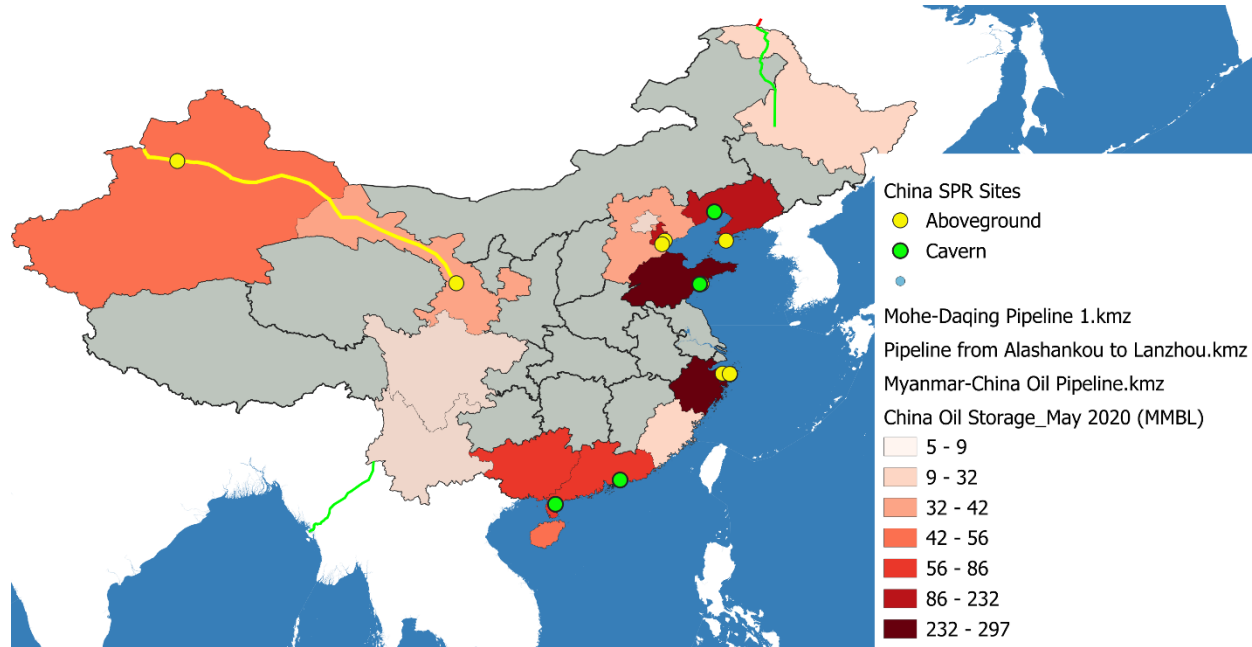 China SPR Sites
Aboveground
Cavern
Mohe-Daqing Pipeline 1.kmz
Pipeline from Alashankou to Lanzhou.kmz
Myanmar-China Oil Pipeline.kmz
China Oil Storage_May 2020 (MMBL)
5 - 9
9 - 32
32 - 42
42 - 56
56 - 86
86 - 232
232 - 297